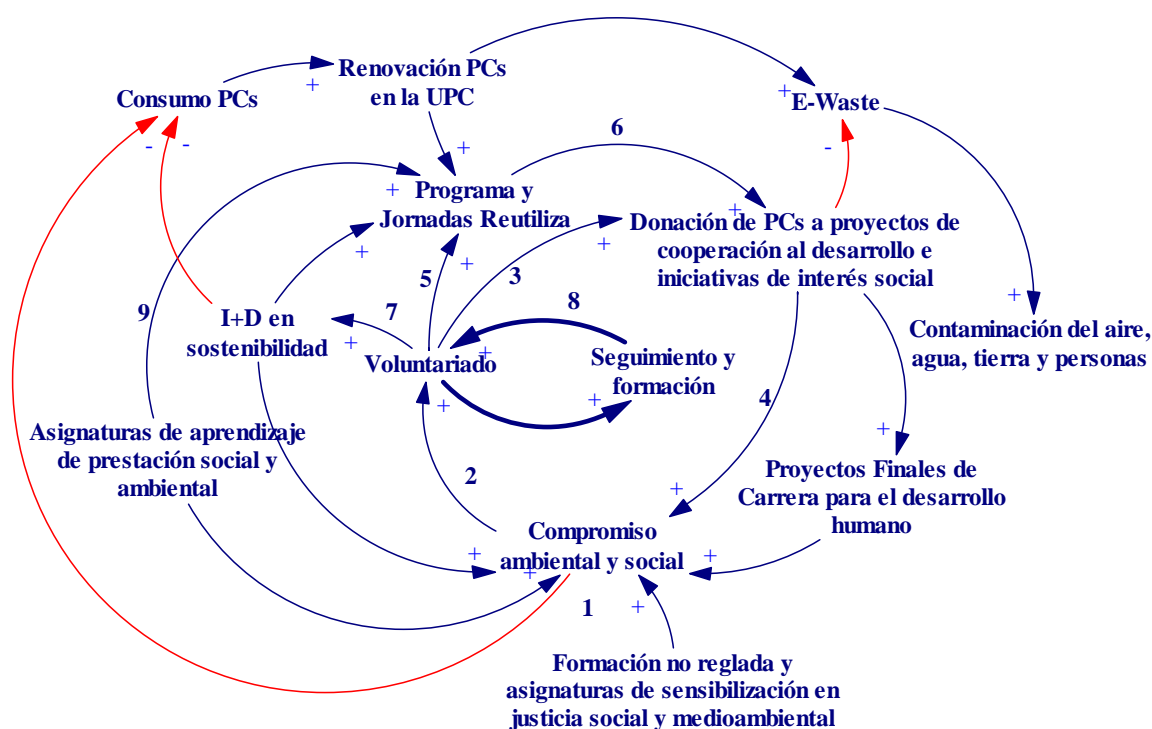 Renovación PCs
en la UPC
Consumo PCs
+
+
E-Waste
6
-
-
+
-
+
Programa y
Jornadas Reutiliza
+
Donación de PCs a proyectos de
cooperación al desarrollo e
iniciativas de interés social
+
+
+
5
3
+
9
7
8
I+D en
sostenibilidad
+
Voluntariado
+
Seguimiento y
formación
Contaminación del aire,
agua, tierra y personas
+
+
4
Asignaturas de aprendizaje
de prestación social y
ambiental
+
2
Proyectos Finales de
Carrera para el desarrollo
humano
+
Compromiso
ambiental y social
+
+
+
1
+
Formación no reglada y
asignaturas de sensibilización en
justicia social y medioambiental